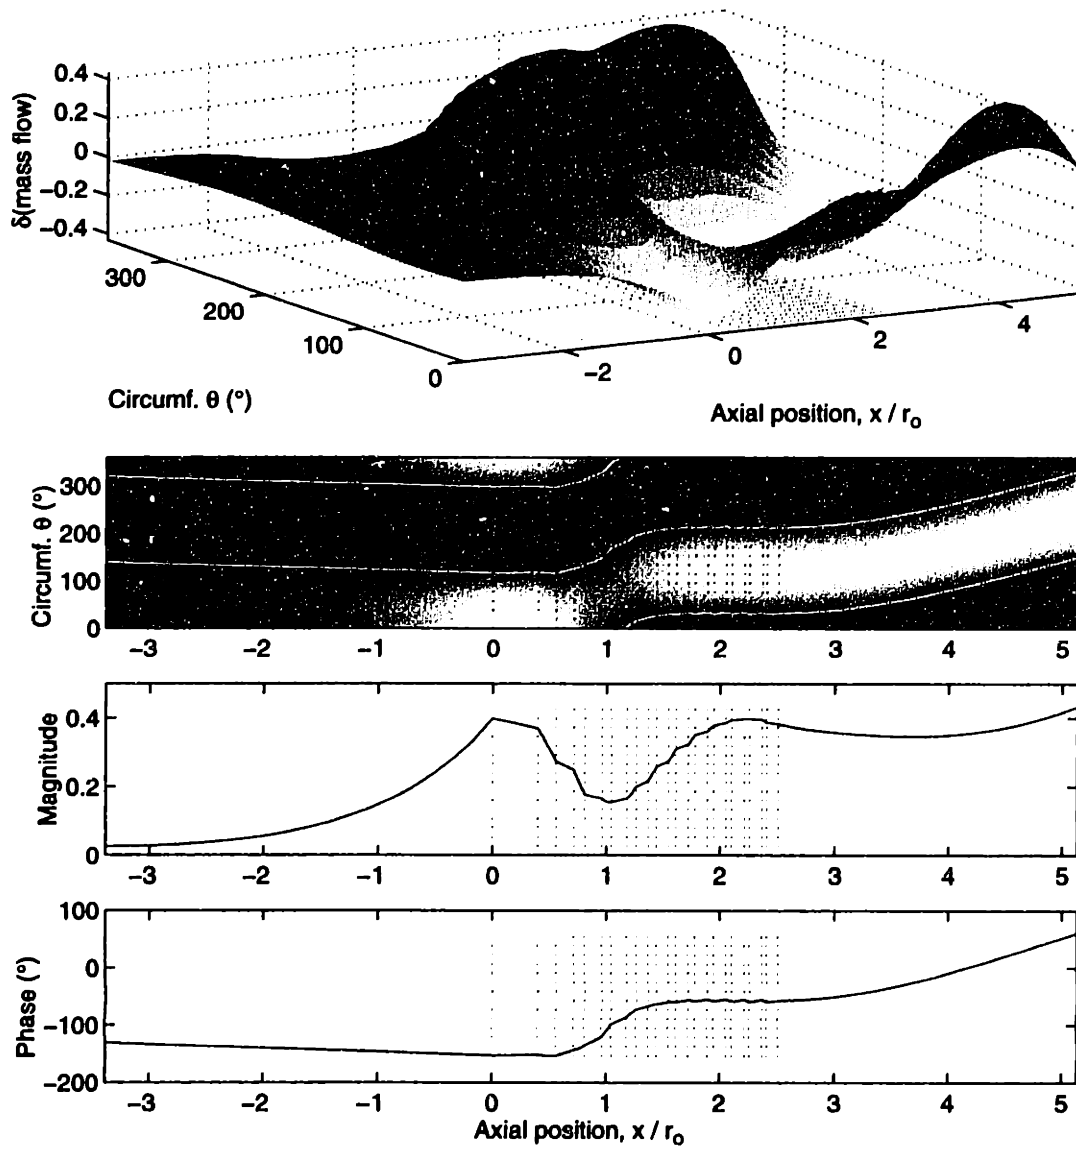 0.4
0.2
0
−0.2
−0.4
δ(mass flow)
300
200
100
0
−2
0
2
4
Circumf. θ (°)
Axial position, x / r₀
300
200
100
0
Circumf. θ (°)
−3 −2 −1 0 1 2 3 4 5
0.4
0.2
0
Magnitude
−3 −2 −1 0 1 2 3 4 5
100
0
−100
−200
Phase (°)
−3 −2 −1 0 1 2 3 4 5
Axial position, x / r₀